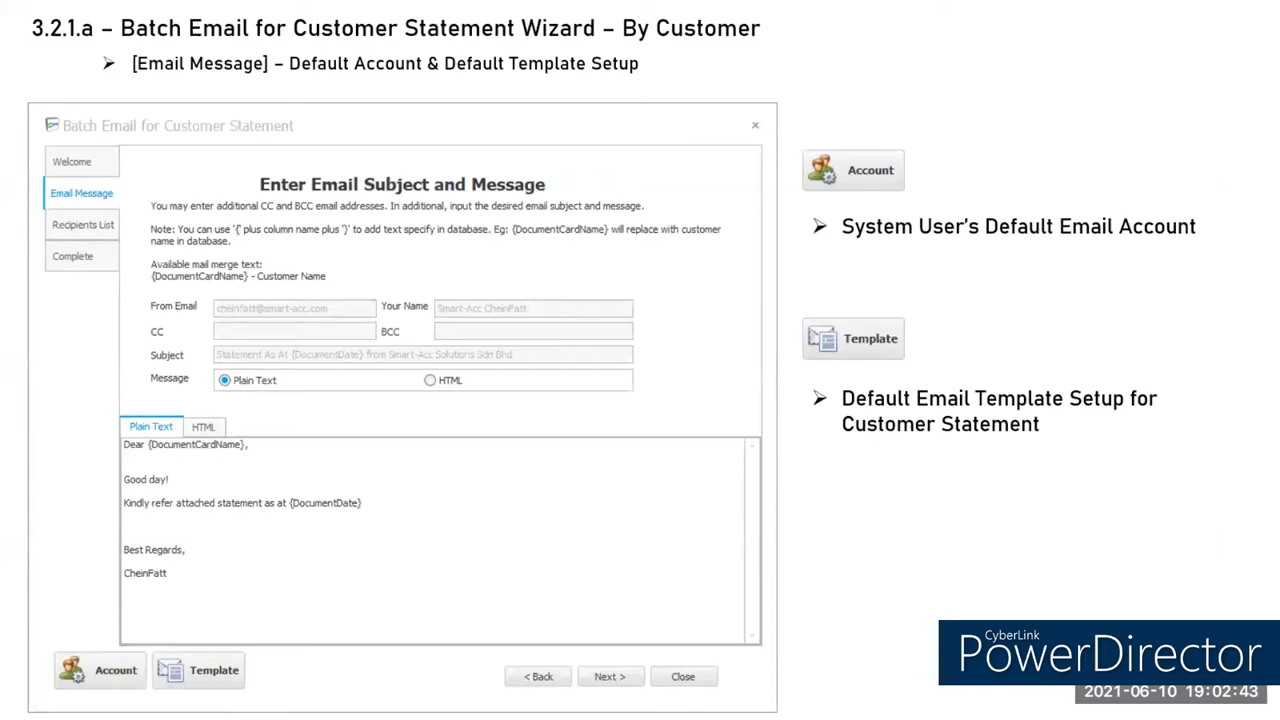 3.2.1.a – Batch Email for Customer Statement Wizard – By Customer
[Email Message] – Default Account & Default Template Setup
Batch Email for Customer Statement
Welcome
Email Message
Recipients List
Complete
Enter Email Subject and Message
You may enter additional CC and BCC email addresses. In additional, input the desired email subject and message.
Note: You can use '{' plus column name plus '}' to add text specify in database. Eg: {DocumentCardName} will replace with customer
name in database.
Available mail merge text:
{DocumentCardName} - Customer Name
From Email cheinfatt@smart-acc.com Your Name Smart-Acc CheinFatt
CC BCC
Subject Statement As At {DocumentDate} from Smart-Acc Solutions Sdn Bhd
Message Plain Text HTML
Plain Text HTML
Dear {DocumentCardName},
Good day!
Kindly refer attached statement as at {DocumentDate}
Best Regards,
CheinFatt
Account Template < Back Next > Close
Account
System User's Default Email Account
Template
Default Email Template Setup for
Customer Statement
CyberLink
PowerDirector
2021-06-10 19:02:43